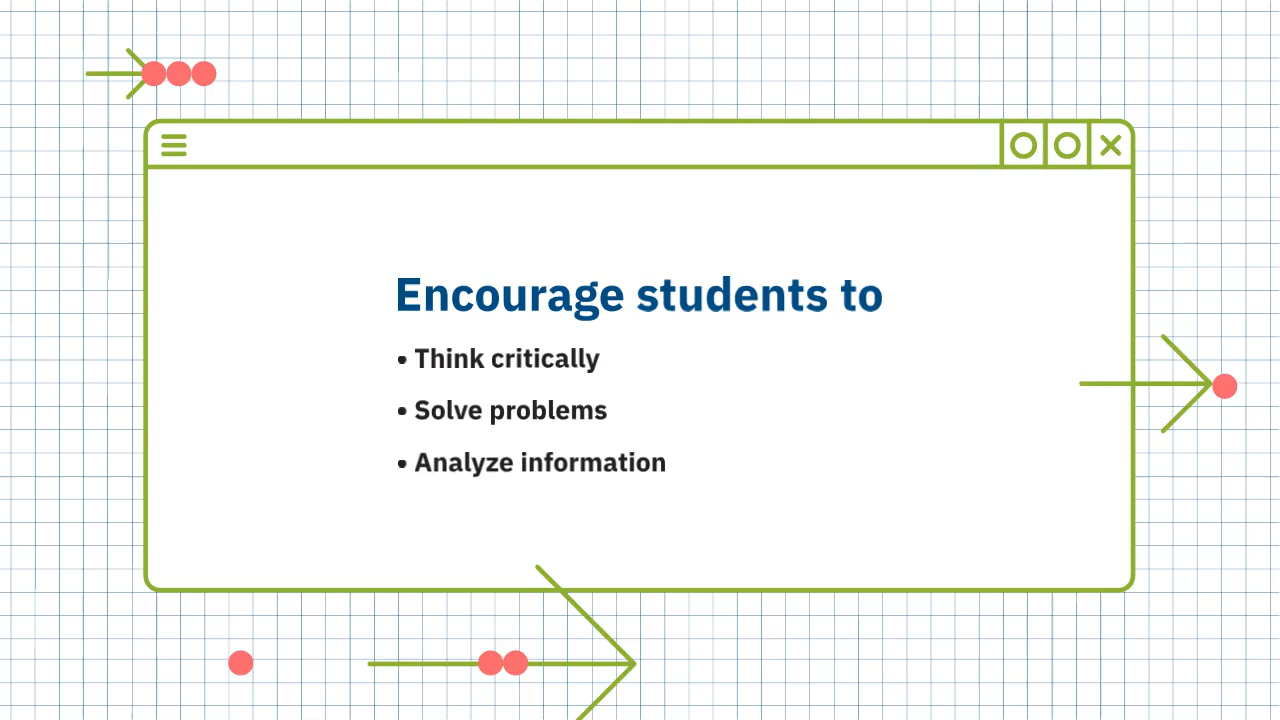 Encourage students to
• Think critically
• Solve problems
• Analyze information